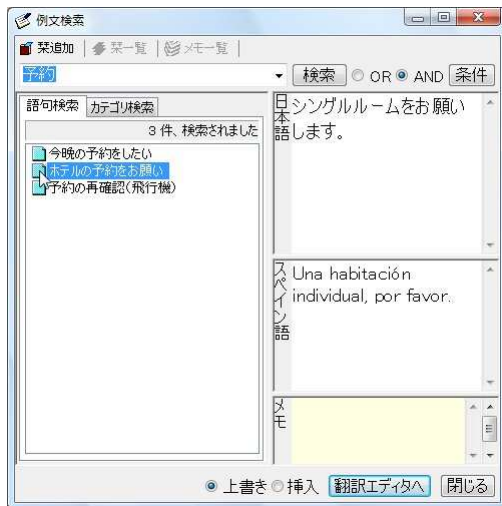 例文検索
栞追加 栞一覧 メモ一覧
予約 検索 OR AND 条件
語句検索 カテゴリ検索
3 件、検索されました
今晩の予約をしたい
ホテルの予約をお願い
予約の再確認(飛行機)
日本語
シングルルームをお願い
します。
スペイン語
Una habitación
individual, por favor.
メモ
上書き 挿入 翻訳エディタへ 閉じる